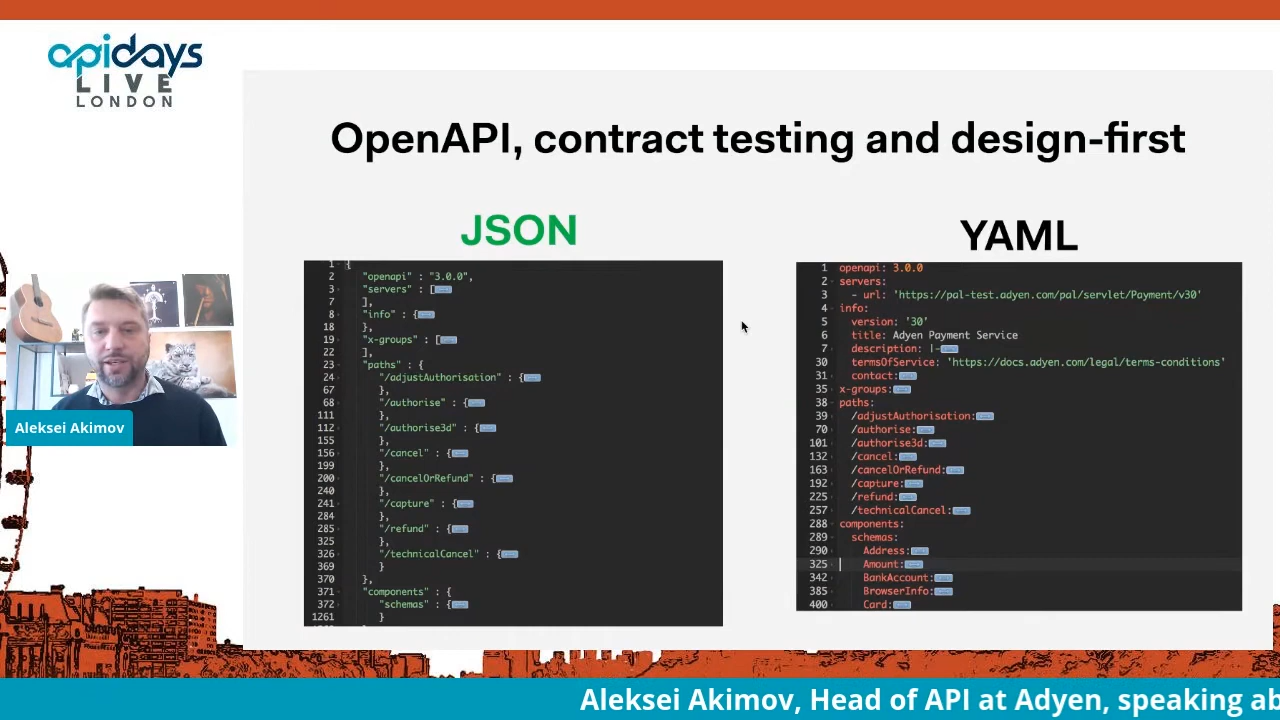 apidays
LIVE
LONDON
OpenAPI, contract testing and design-first
JSON
1 {
2 "openapi" : "3.0.0",
3 "servers" : [
7 ],
8 "info" : {
18 },
19 "x-groups" : [
22 ],
23 "paths" : {
24 "/adjustAuthorisation" : {
67 },
68 "/authorise" : {
111 },
112 "/authorise3d" : {
155 },
156 "/cancel" : {
199 },
200 "/cancelOrRefund" : {
240 },
241 "/capture" : {
284 },
285 "/refund" : {
325 },
326 "/technicalCancel" : {
369 }
370 },
371 "components" : {
372 "schemas" : {
1261 }
YAML
1 openapi: 3.0.0
2 servers:
3 - url: 'https://pal-test.adyen.com/pal/servlet/Payment/v30'
4 info:
5 version: '30'
6 title: Adyen Payment Service
7 description: |-
30 termsOfService: 'https://docs.adyen.com/legal/terms-conditions'
31 contact:
35 x-groups:
38 paths:
39 /adjustAuthorisation:
70 /authorise:
101 /authorise3d:
132 /cancel:
163 /cancelOrRefund:
192 /capture:
225 /refund:
257 /technicalCancel:
288 components:
289 schemas:
290 Address:
325 Amount:
342 BankAccount:
385 BrowserInfo:
400 Card:
Aleksei Akimov
Aleksei Akimov, Head of API at Adyen, speaking ab